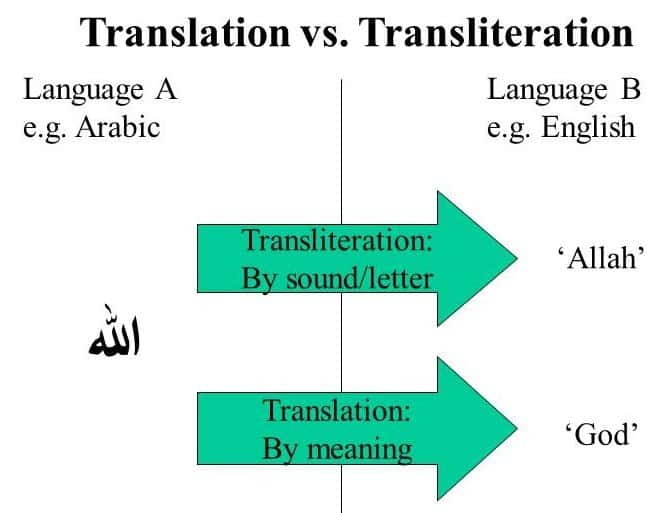 Translation vs. Transliteration
Language A
e.g. Arabic
Language B
e.g. English
Transliteration:
By sound/letter
‘Allah’
الله
Translation:
By meaning
‘God’